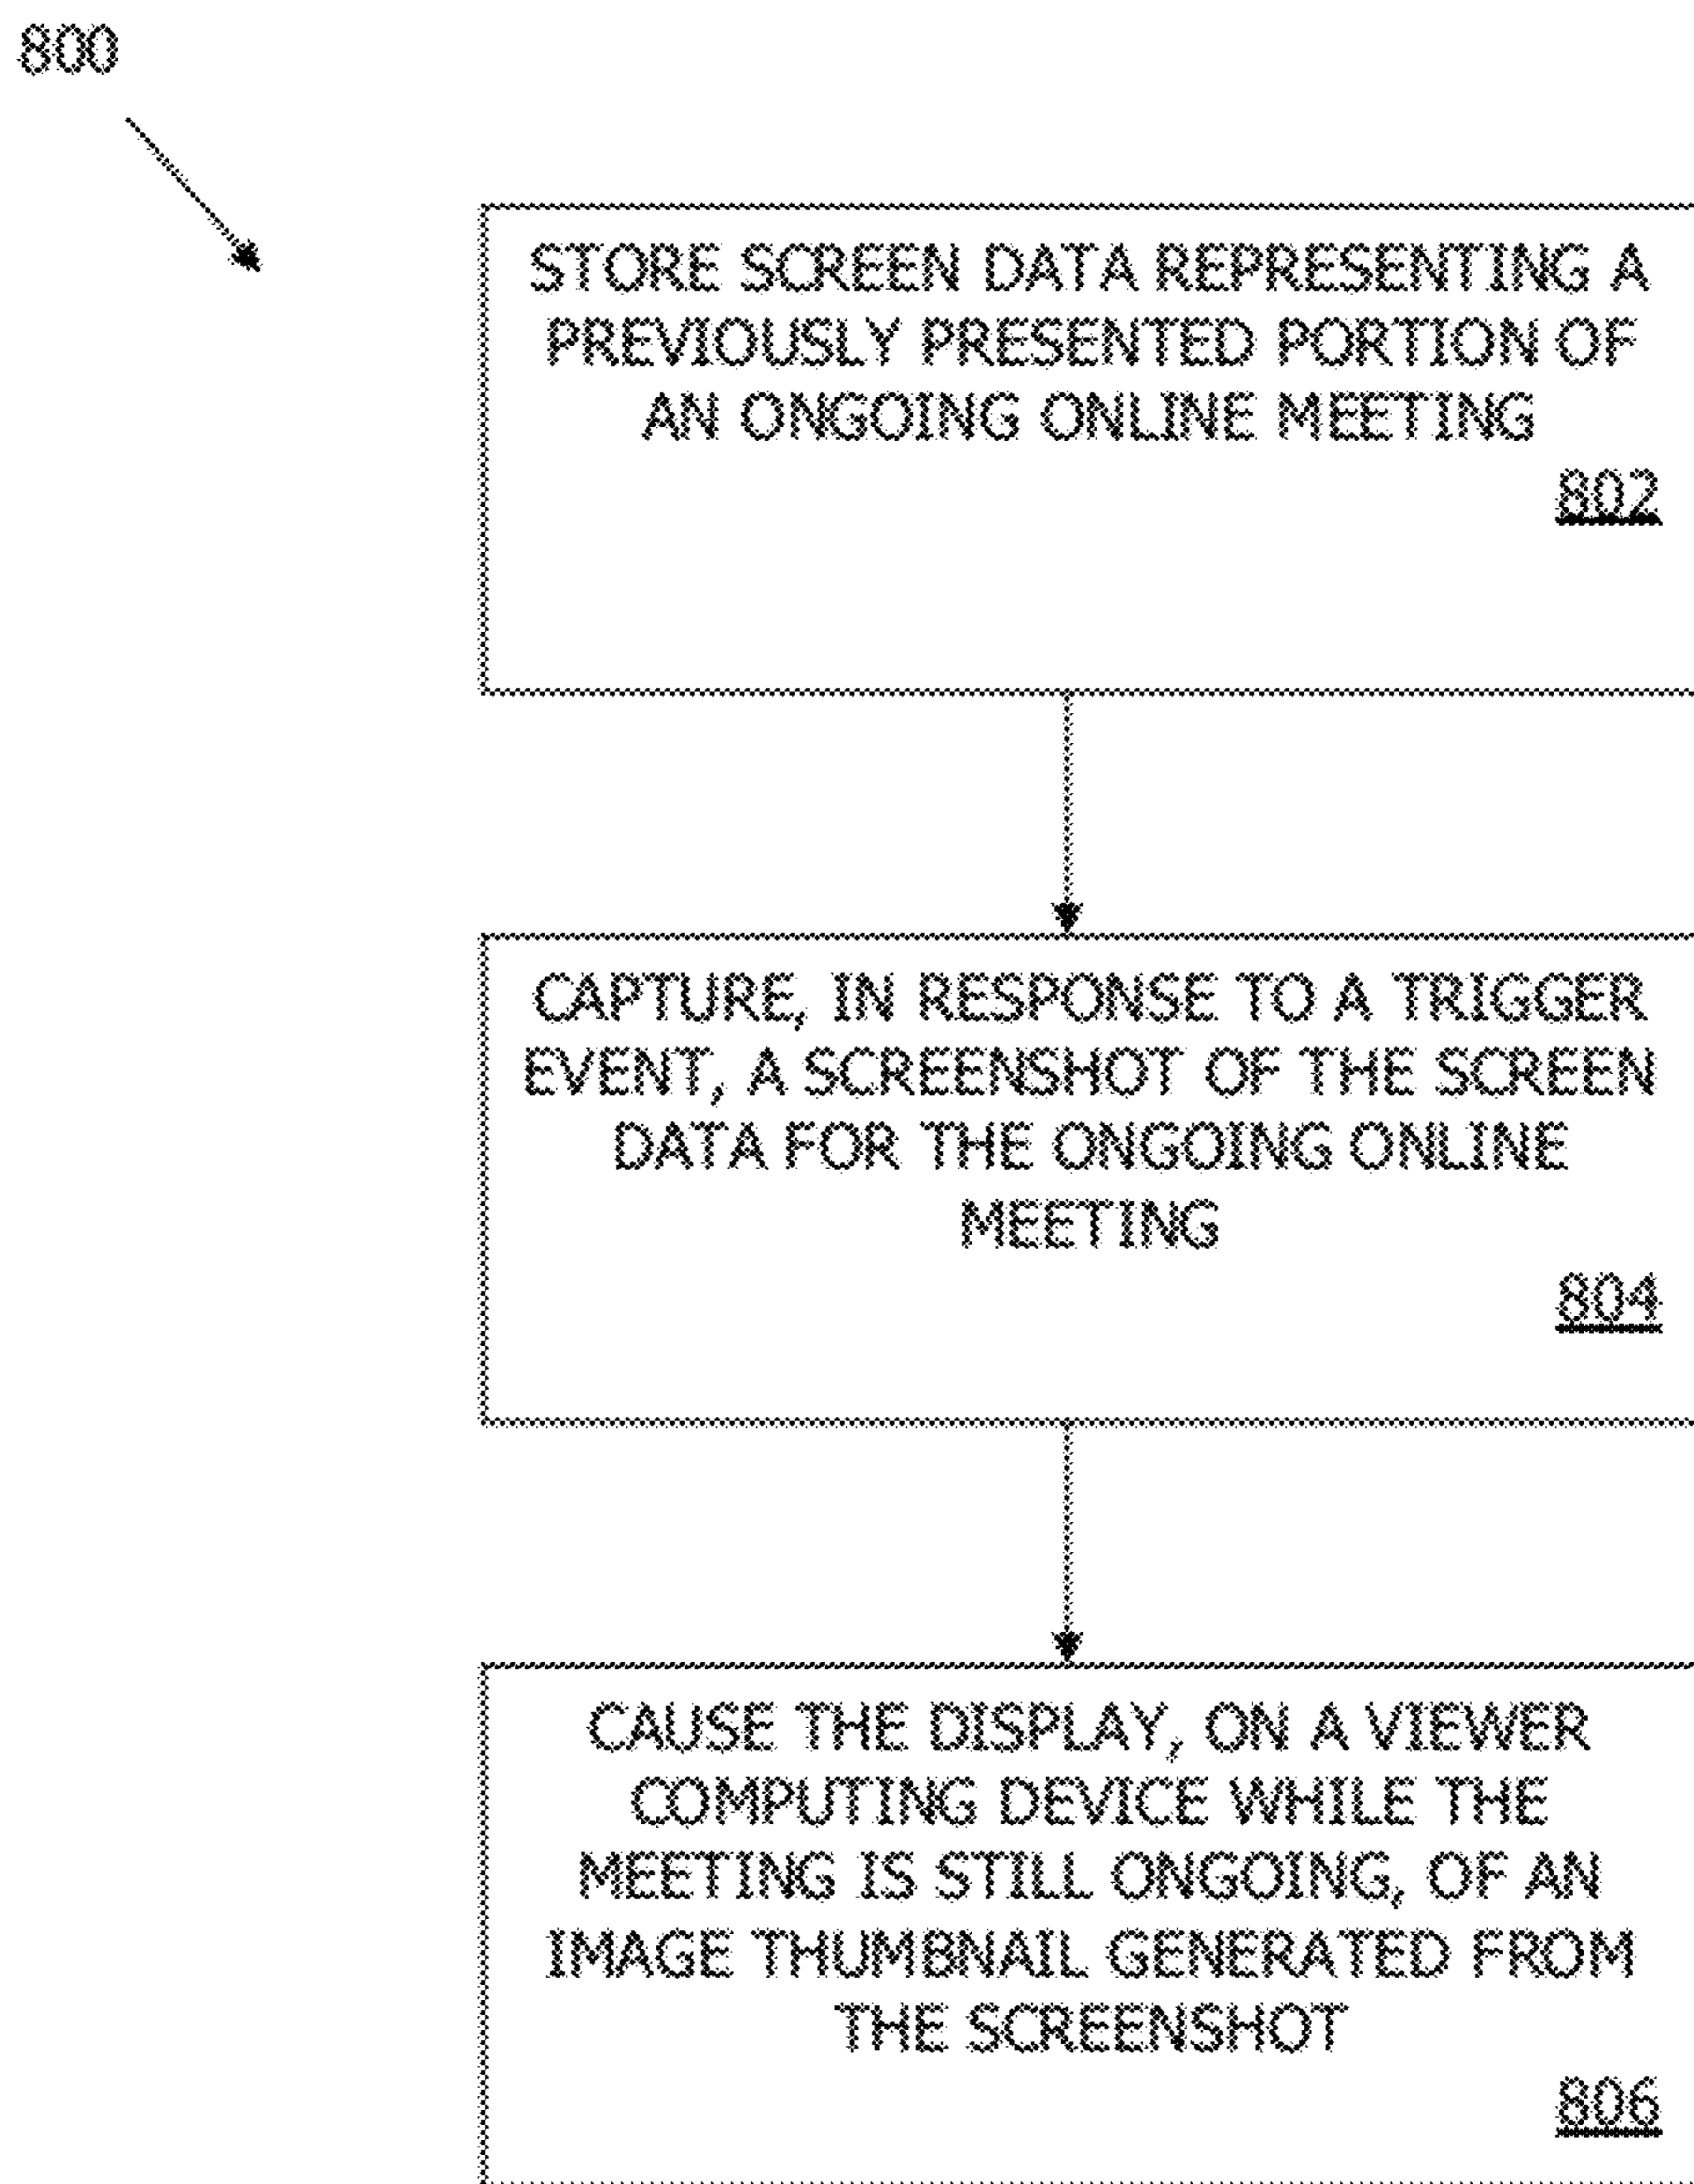 800
STORE SCREEN DATA REPRESENTING A
PREVIOUSLY PRESENTED PORTION OF
AN ONGOING ONLINE MEETING
802
CAPTURE, IN RESPONSE TO A TRIGGER
EVENT, A SCREENSHOT OF THE SCREEN
DATA FOR THE ONGOING ONLINE
MEETING
804
CAUSE THE DISPLAY, ON A VIEWER
COMPUTING DEVICE WHILE THE
MEETING IS STILL ONGOING, OF AN
IMAGE THUMBNAIL GENERATED FROM
THE SCREENSHOT
806